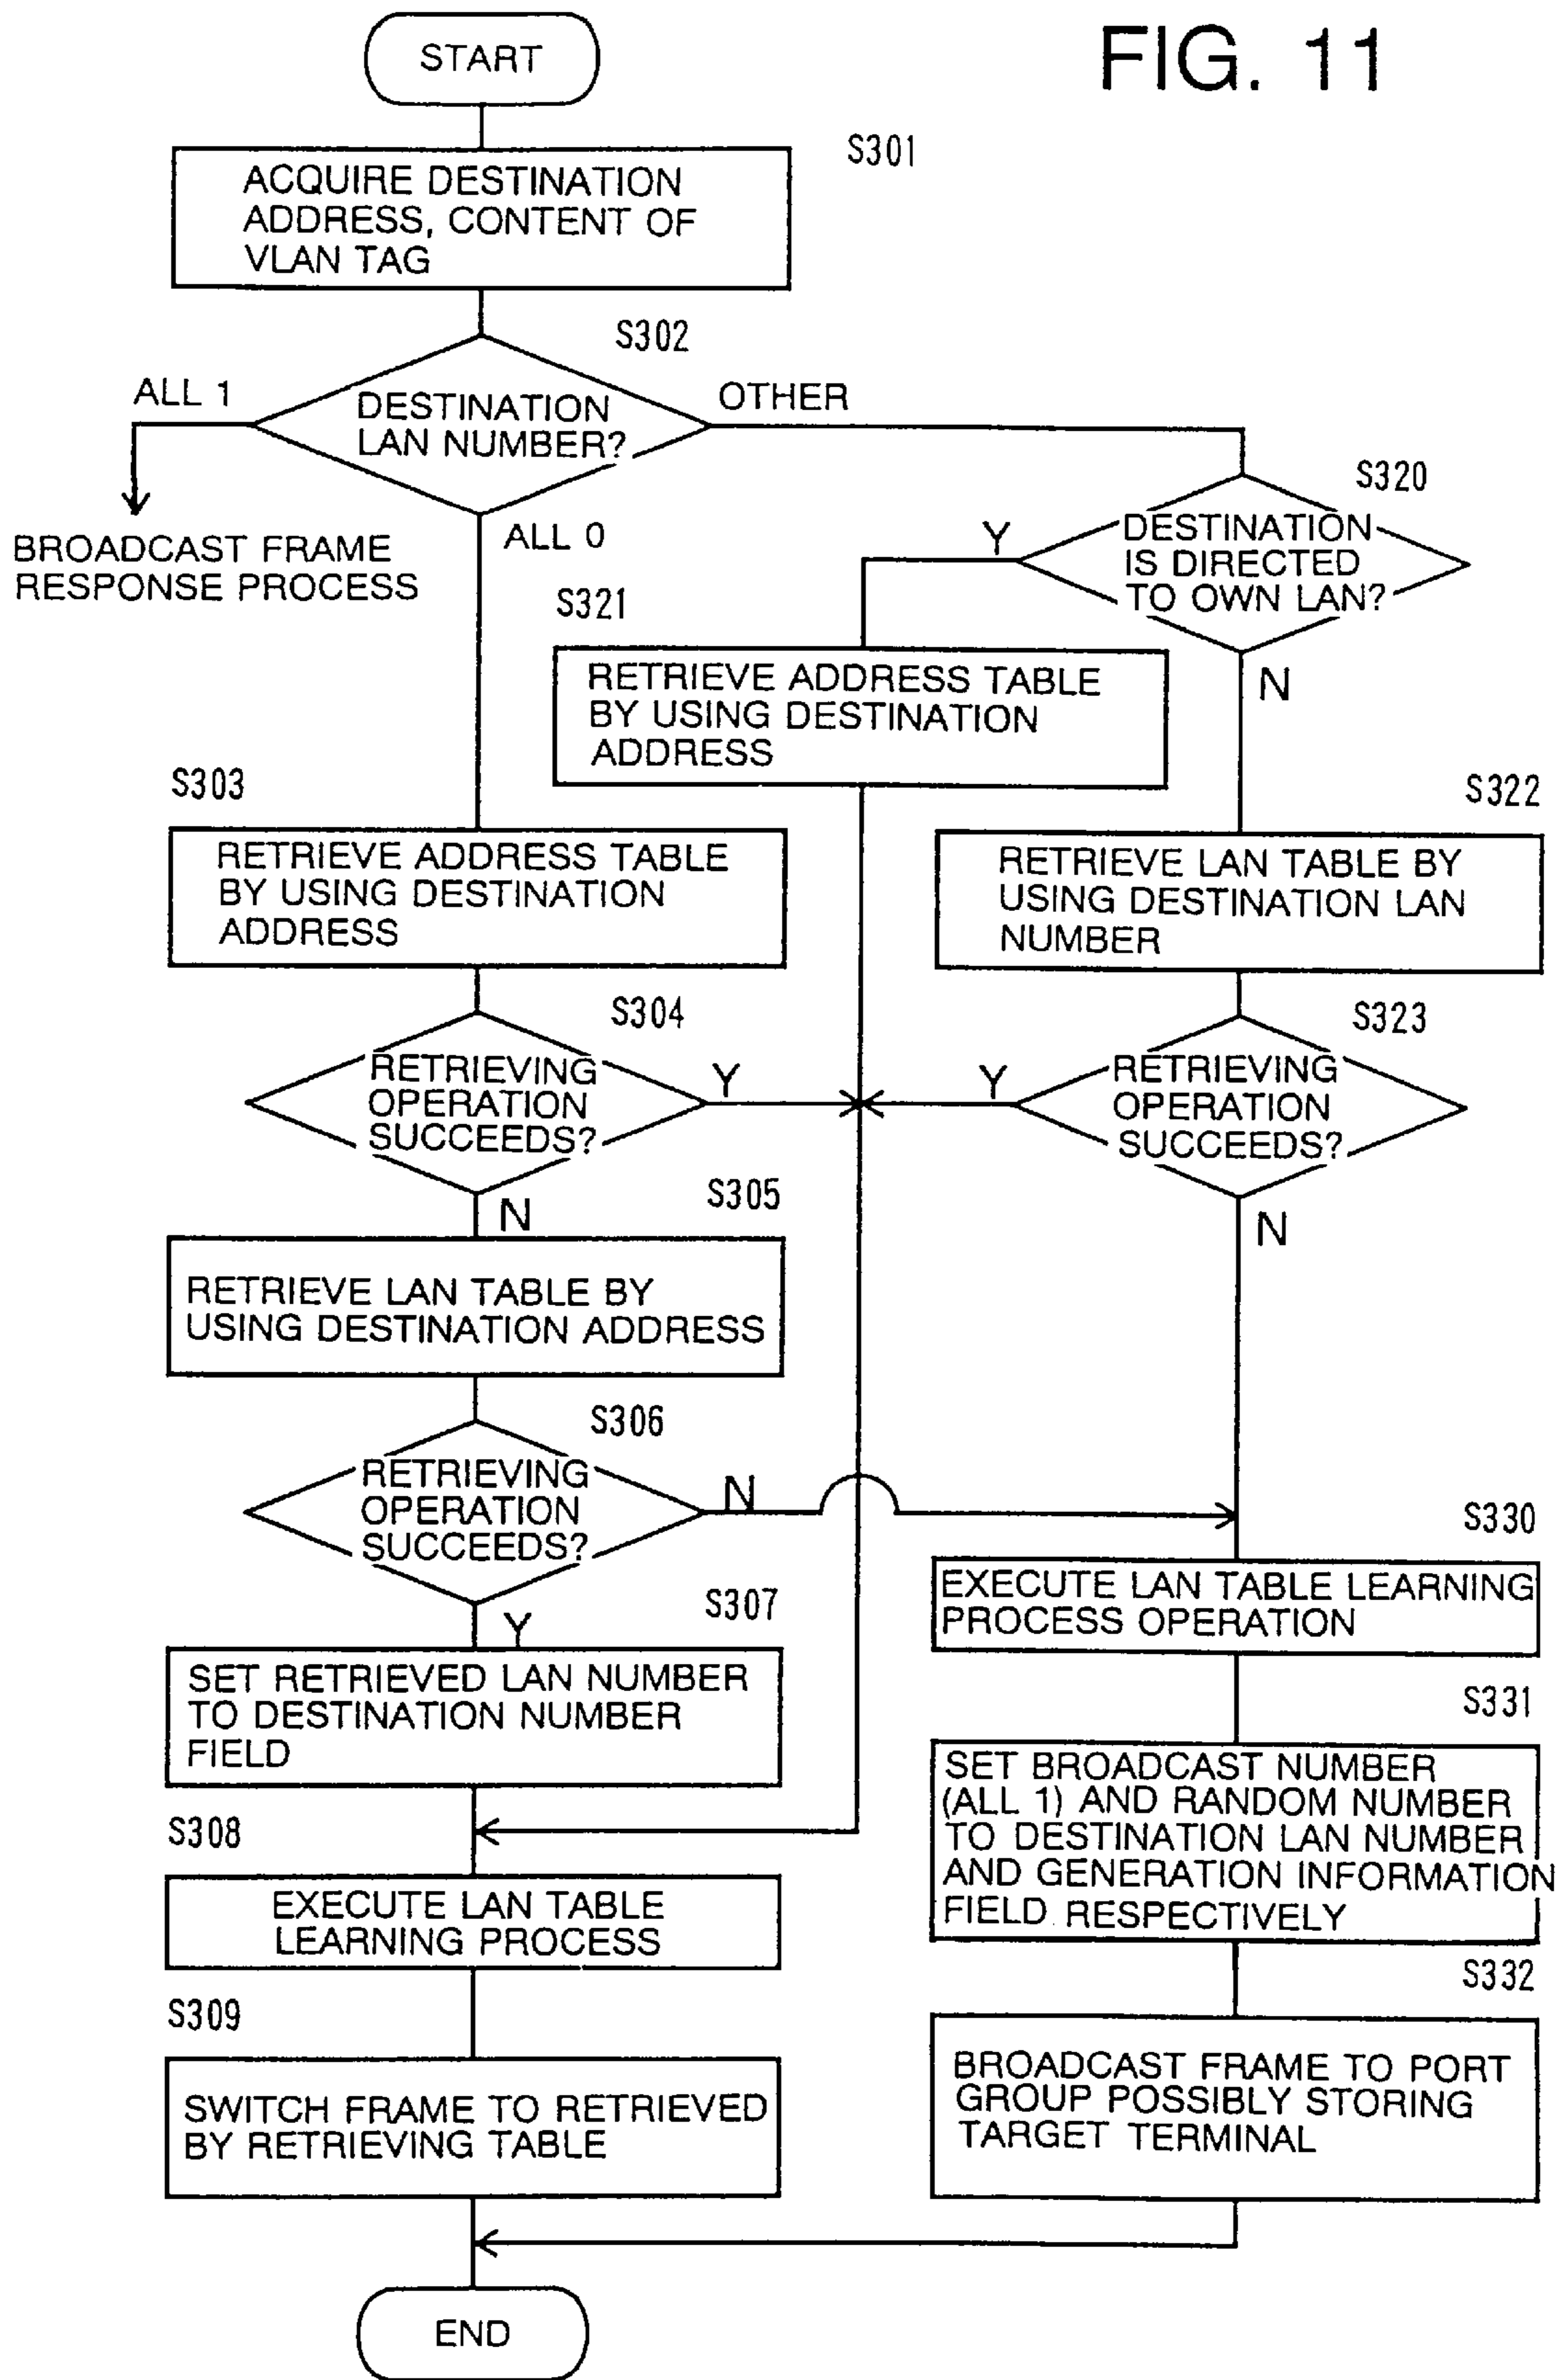 FIG. 11
START
S301
ACQUIRE DESTINATION
ADDRESS, CONTENT OF
VLAN TAG
S302
ALL 1
DESTINATION
LAN NUMBER?
OTHER
ALL 0
BROADCAST FRAME
RESPONSE PROCESS
S320
DESTINATION
IS DIRECTED
TO OWN LAN?
Y
N
S321
RETRIEVE ADDRESS TABLE
BY USING DESTINATION
ADDRESS
S303
RETRIEVE ADDRESS TABLE
BY USING DESTINATION
ADDRESS
S322
RETRIEVE LAN TABLE BY
USING DESTINATION LAN
NUMBER
S304
RETRIEVING
OPERATION
SUCCEEDS?
Y
N
S323
RETRIEVING
OPERATION
SUCCEEDS?
Y
N
S305
RETRIEVE LAN TABLE BY
USING DESTINATION ADDRESS
S306
RETRIEVING
OPERATION
SUCCEEDS?
N
Y
S307
SET RETRIEVED LAN NUMBER
TO DESTINATION NUMBER
FIELD
S308
EXECUTE LAN TABLE
LEARNING PROCESS
S309
SWITCH FRAME TO RETRIEVED
BY RETRIEVING TABLE
S330
EXECUTE LAN TABLE LEARNING
PROCESS OPERATION
S331
SET BROADCAST NUMBER
(ALL 1) AND RANDOM NUMBER
TO DESTINATION LAN NUMBER
AND GENERATION INFORMATION
FIELD RESPECTIVELY
S332
BROADCAST FRAME TO PORT
GROUP POSSIBLY STORING
TARGET TERMINAL
END